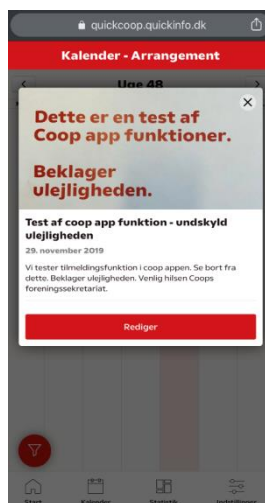 quickcoop.quickinfo.dk
Kalender - Arrangement
Uge 48
Dette er en test af
Coop app funktioner.
Beklager
ulejligheden.
Test af coop app funktion - undskyld
ulejligheden
29. november 2019
Vi tester tilmeldingsfunktion i coop appen. Se bort fra
dette. Beklager ulejligheden. Venlig hilsen Coops
foreningssekretariat.
Rediger
Start Kalender Statistik Indstillinger